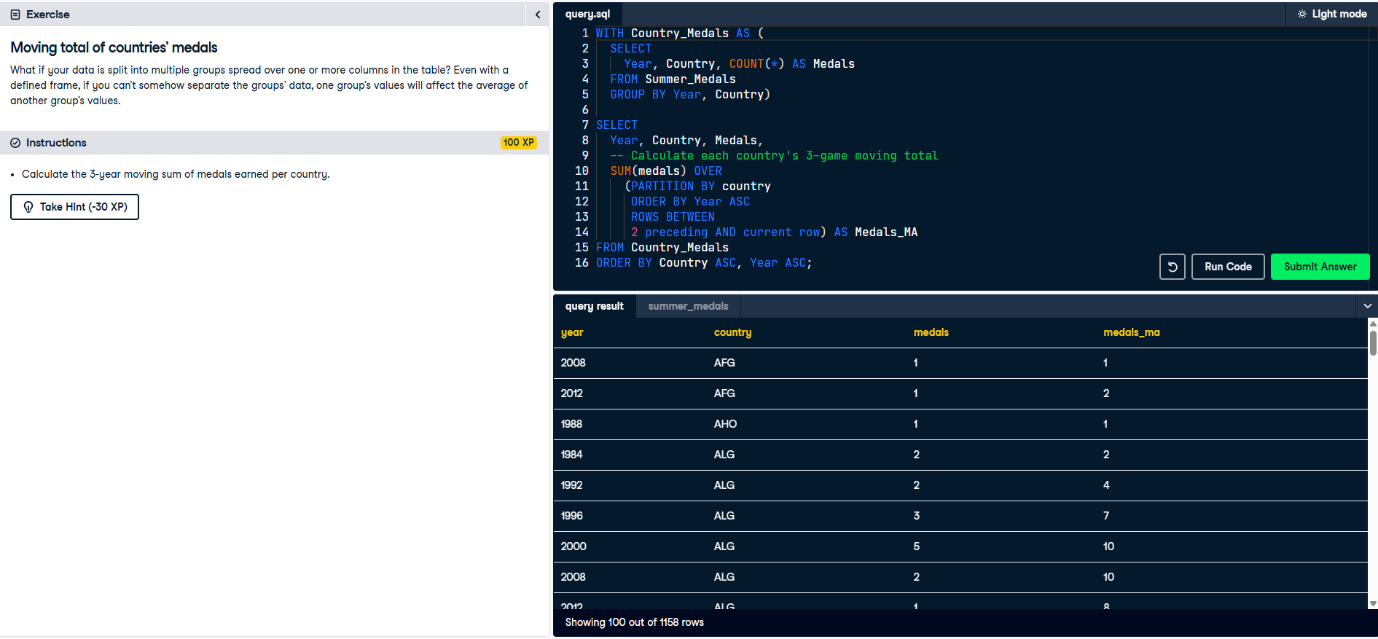 Exercise
Moving total of countries' medals
What if your data is split into multiple groups spread over one or more columns in the table? Even with a
defined frame, if you can't somehow separate the groups' data, one group's values will affect the average of
another group's values.
Instructions
100 XP
• Calculate the 3-year moving sum of medals earned per country.
Take Hint (-30 XP)
query.sql
Light mode
1 WITH Country_Medals AS (
2 SELECT
3 Year, Country, COUNT(*) AS Medals
4 FROM Summer_Medals
5 GROUP BY Year, Country)
6
7 SELECT
8 Year, Country, Medals,
9 -- Calculate each country's 3-game moving total
10 SUM(medals) OVER
11 (PARTITION BY country
12 ORDER BY Year ASC
13 ROWS BETWEEN
14 2 preceding AND current row) AS Medals_MA
15 FROM Country_Medals
16 ORDER BY Country ASC, Year ASC;
Run Code
Submit Answer
query result summer_medals
year country medals medals_ma
2008 AFG 1 1
2012 AFG 1 2
1988 AHO 1 1
1984 ALG 2 2
1992 ALG 2 4
1996 ALG 3 7
2000 ALG 5 10
2008 ALG 2 10
2012 ALG 1 8
Showing 100 out of 1158 rows